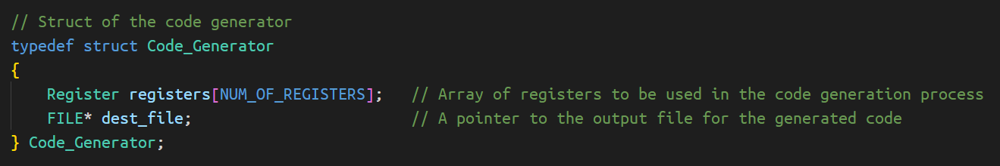 // Struct of the code generator
typedef struct Code_Generator
{
    Register registers[NUM_OF_REGISTERS];   // Array of registers to be used in the code generation process
    FILE* dest_file;                        // A pointer to the output file for the generated code
} Code_Generator;